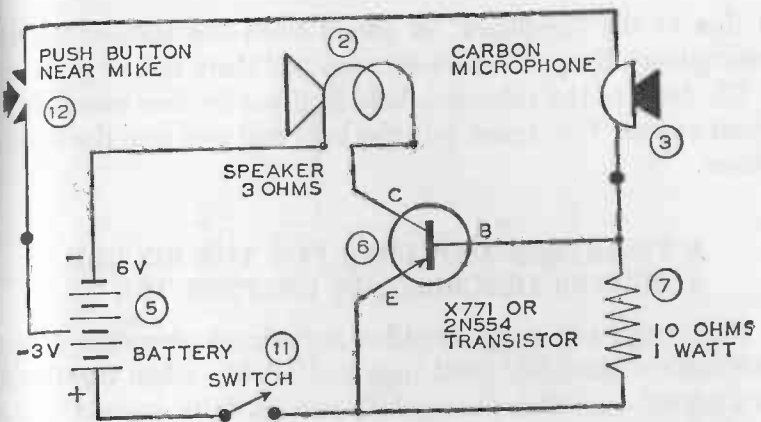 PUSH BUTTON
NEAR MIKE
12
2
CARBON
MICROPHONE
3
SPEAKER
3 OHMS
C
B
6
E
-
6V
5
-3V
BATTERY
+
11
SWITCH
X771 OR
2N554
TRANSISTOR
7
10 OHMS
1 WATT